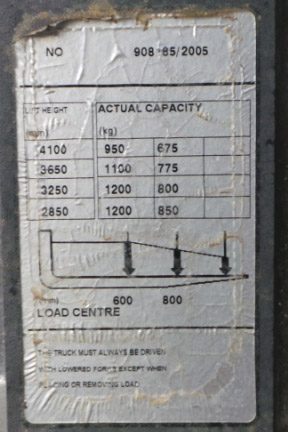 NO 908 85/2005
LIFT HEIGHT ACTUAL CAPACITY
(mm) (kg)
4100 950 675
3650 1100 775
3250 1200 800
2850 1200 850
(mm) 600 800
LOAD CENTRE
THE TRUCK MUST ALWAYS BE DRIVEN
WITH LOWERED FORKS EXCEPT WHEN
PLACING OR REMOVING LOAD